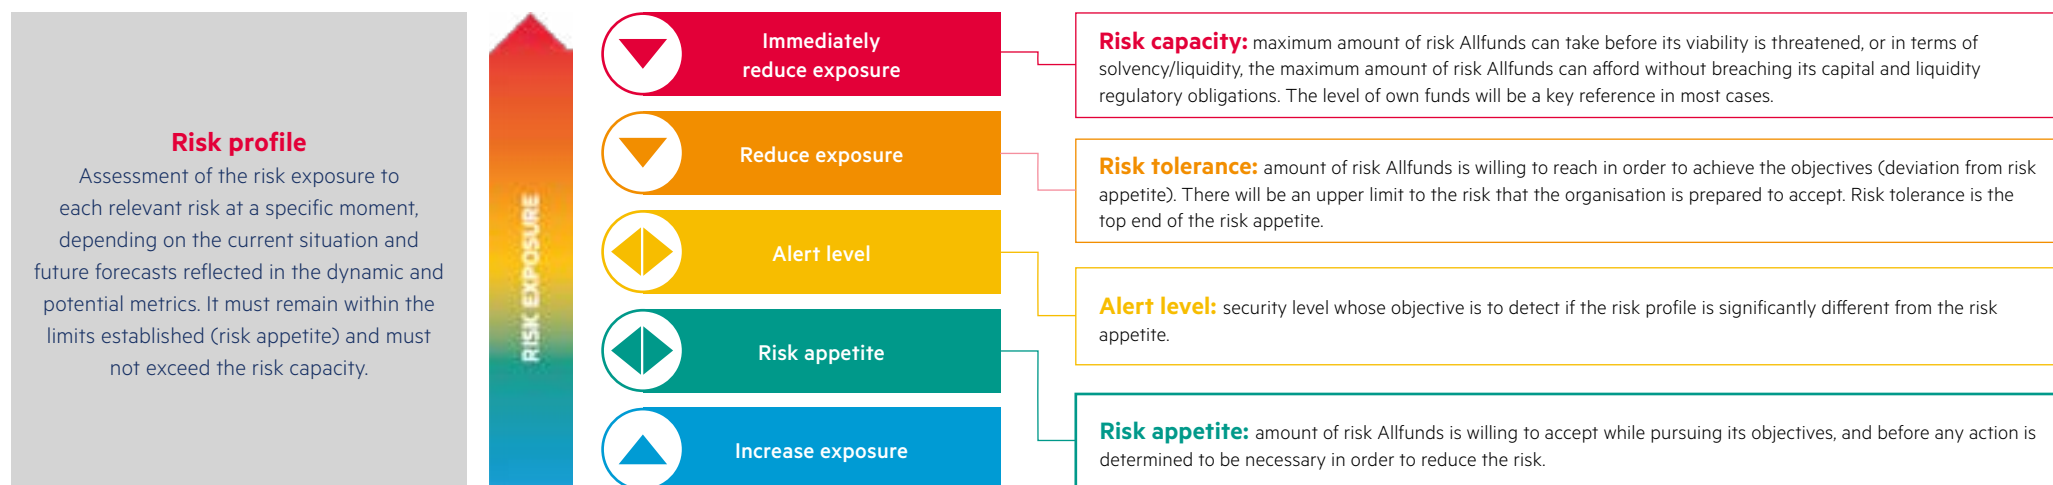 Risk profile
Assessment of the risk exposure to
each relevant risk at a specific moment,
depending on the current situation and
future forecasts reflected in the dynamic and
potential metrics. It must remain within the
limits established (risk appetite) and must
not exceed the risk capacity.
RISK EXPOSURE
Immediately
reduce exposure
Reduce exposure
Alert level
Risk appetite
Increase exposure
Risk capacity: maximum amount of risk Allfunds can take before its viability is threatened, or in terms of
solvency/liquidity, the maximum amount of risk Allfunds can afford without breaching its capital and liquidity
regulatory obligations. The level of own funds will be a key reference in most cases.
Risk tolerance: amount of risk Allfunds is willing to reach in order to achieve the objectives (deviation from risk
appetite). There will be an upper limit to the risk that the organisation is prepared to accept. Risk tolerance is the
top end of the risk appetite.
Alert level: security level whose objective is to detect if the risk profile is significantly different from the risk
appetite.
Risk appetite: amount of risk Allfunds is willing to accept while pursuing its objectives, and before any action is
determined to be necessary in order to reduce the risk.